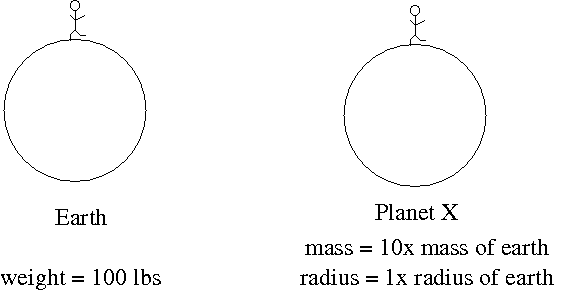 Earth
Planet X
mass = 10x mass of earth
weight = 100 lbs
radius = 1x radius of earth